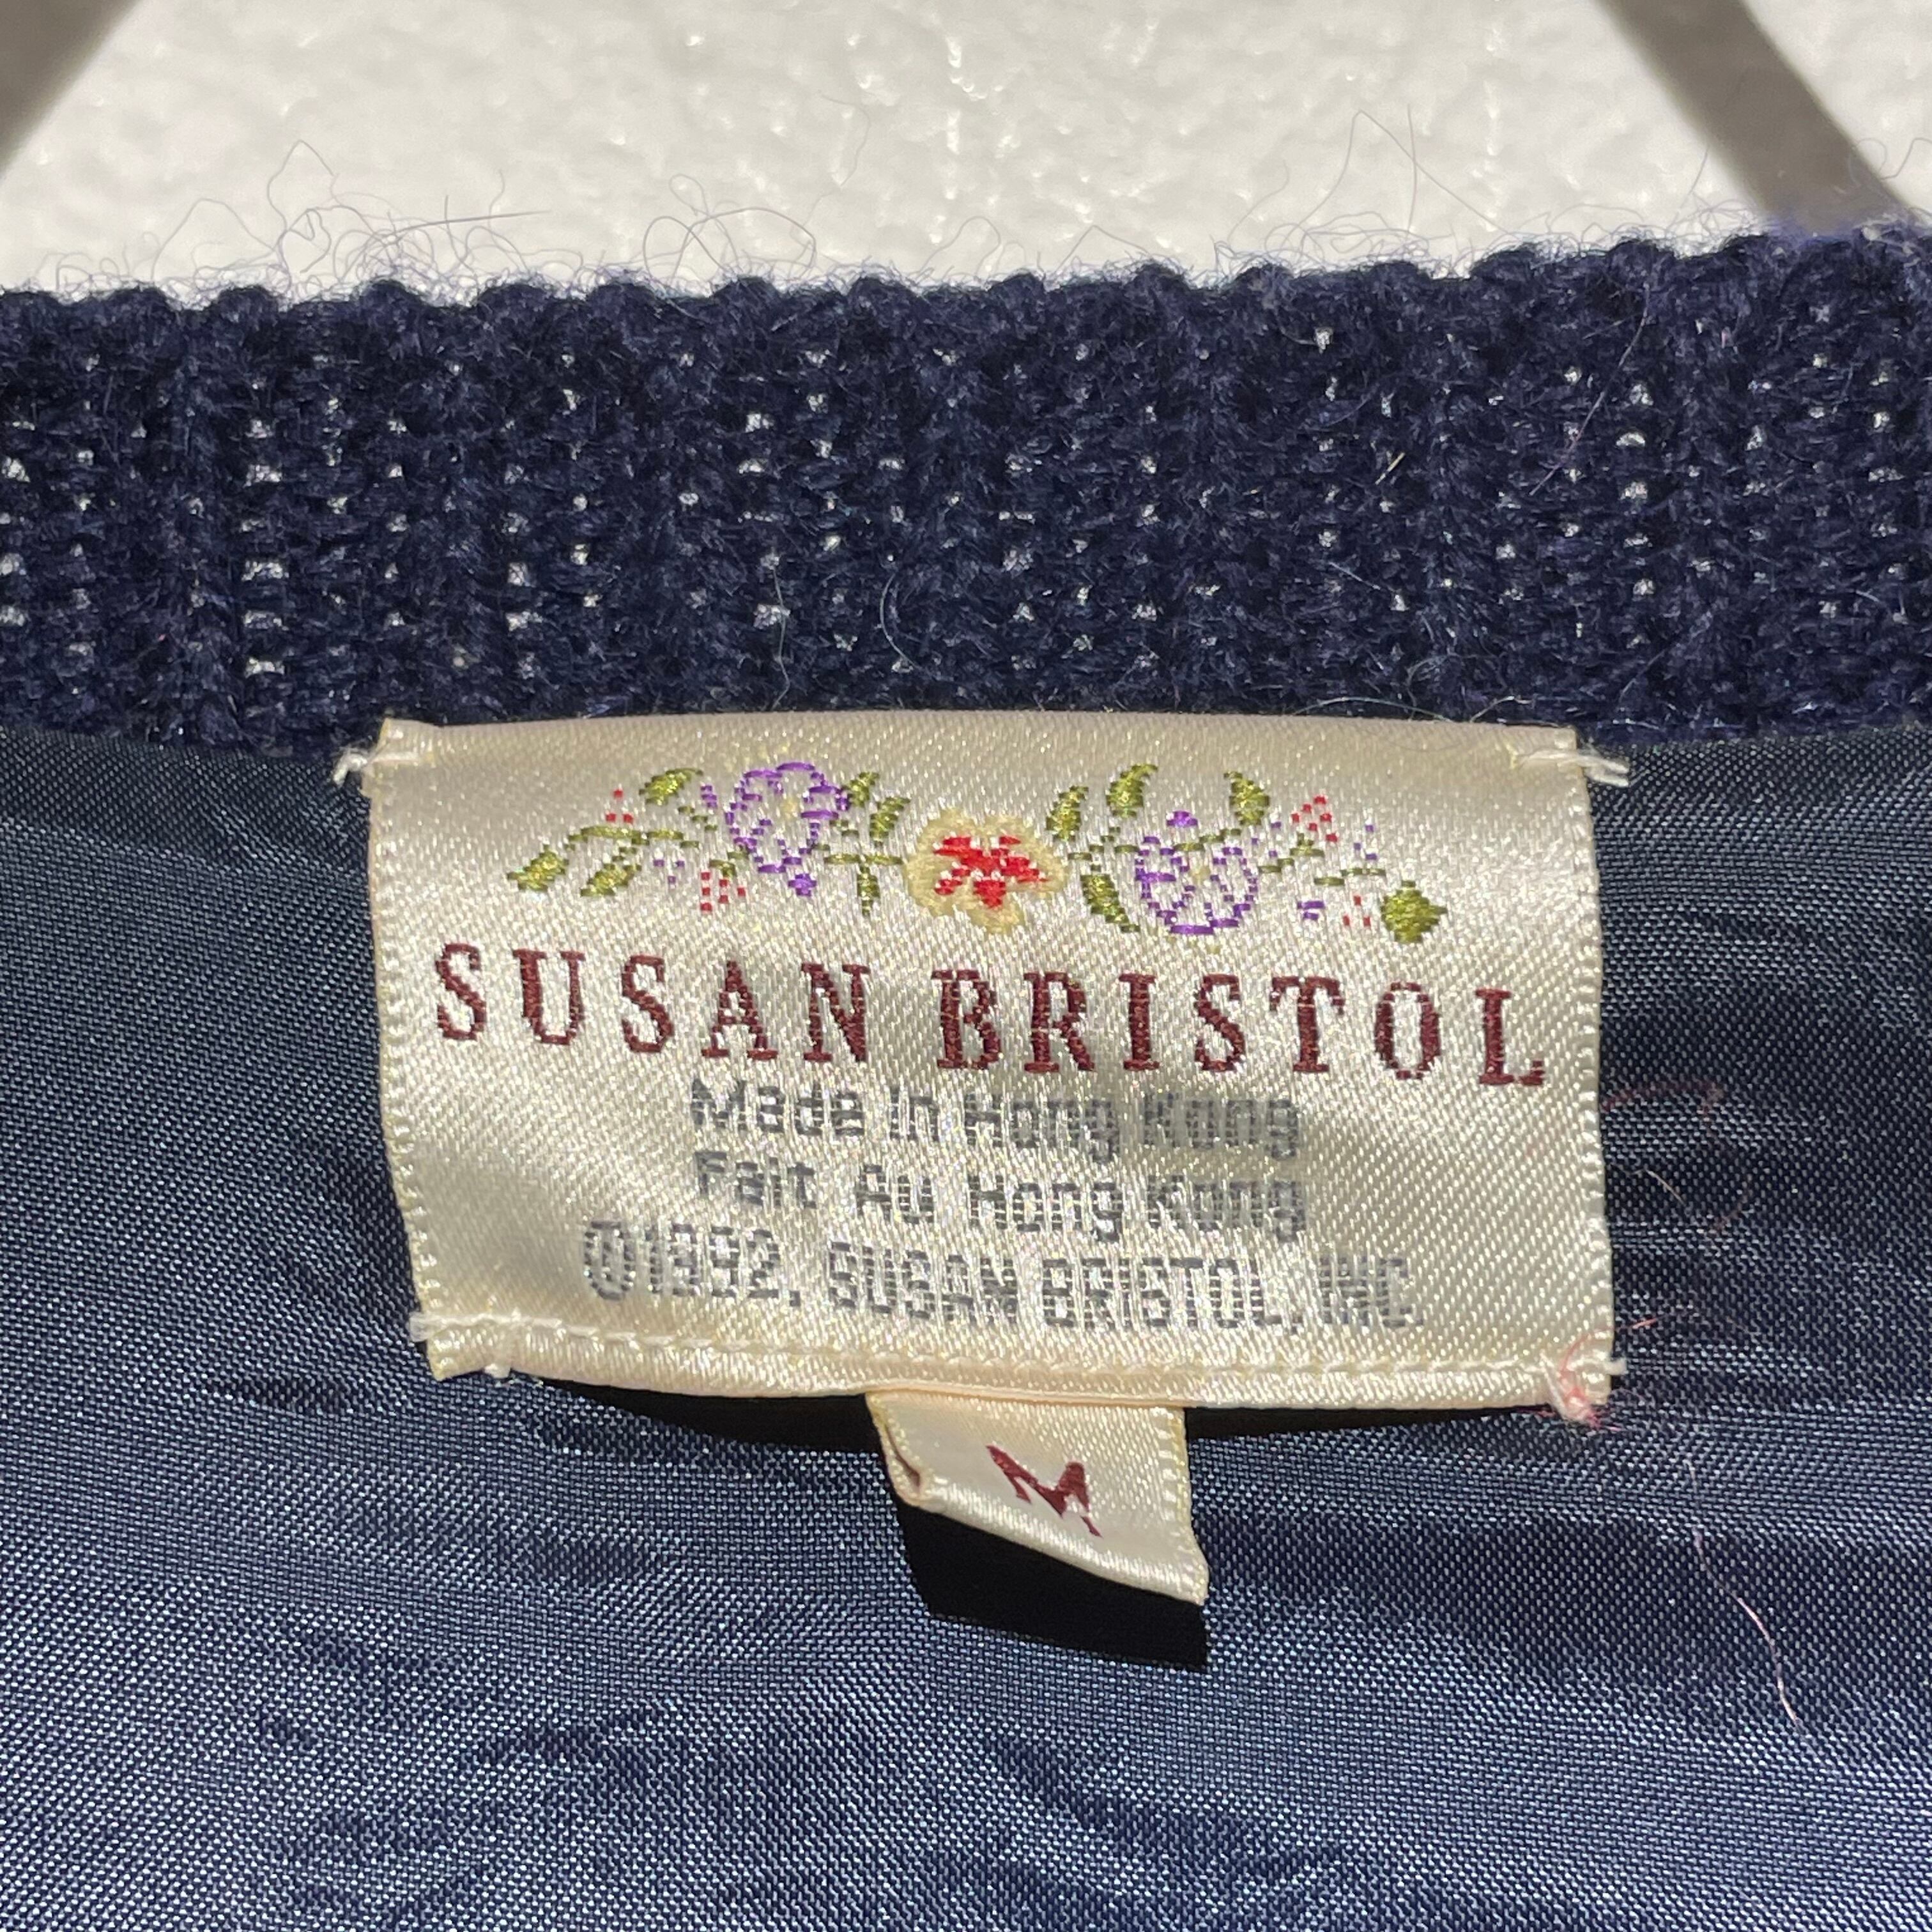 SUSAN BRISTOL
Made in Hong Kong
Fait Au Hong Kong
©1992, SUSAN BRISTOL, INC.
M